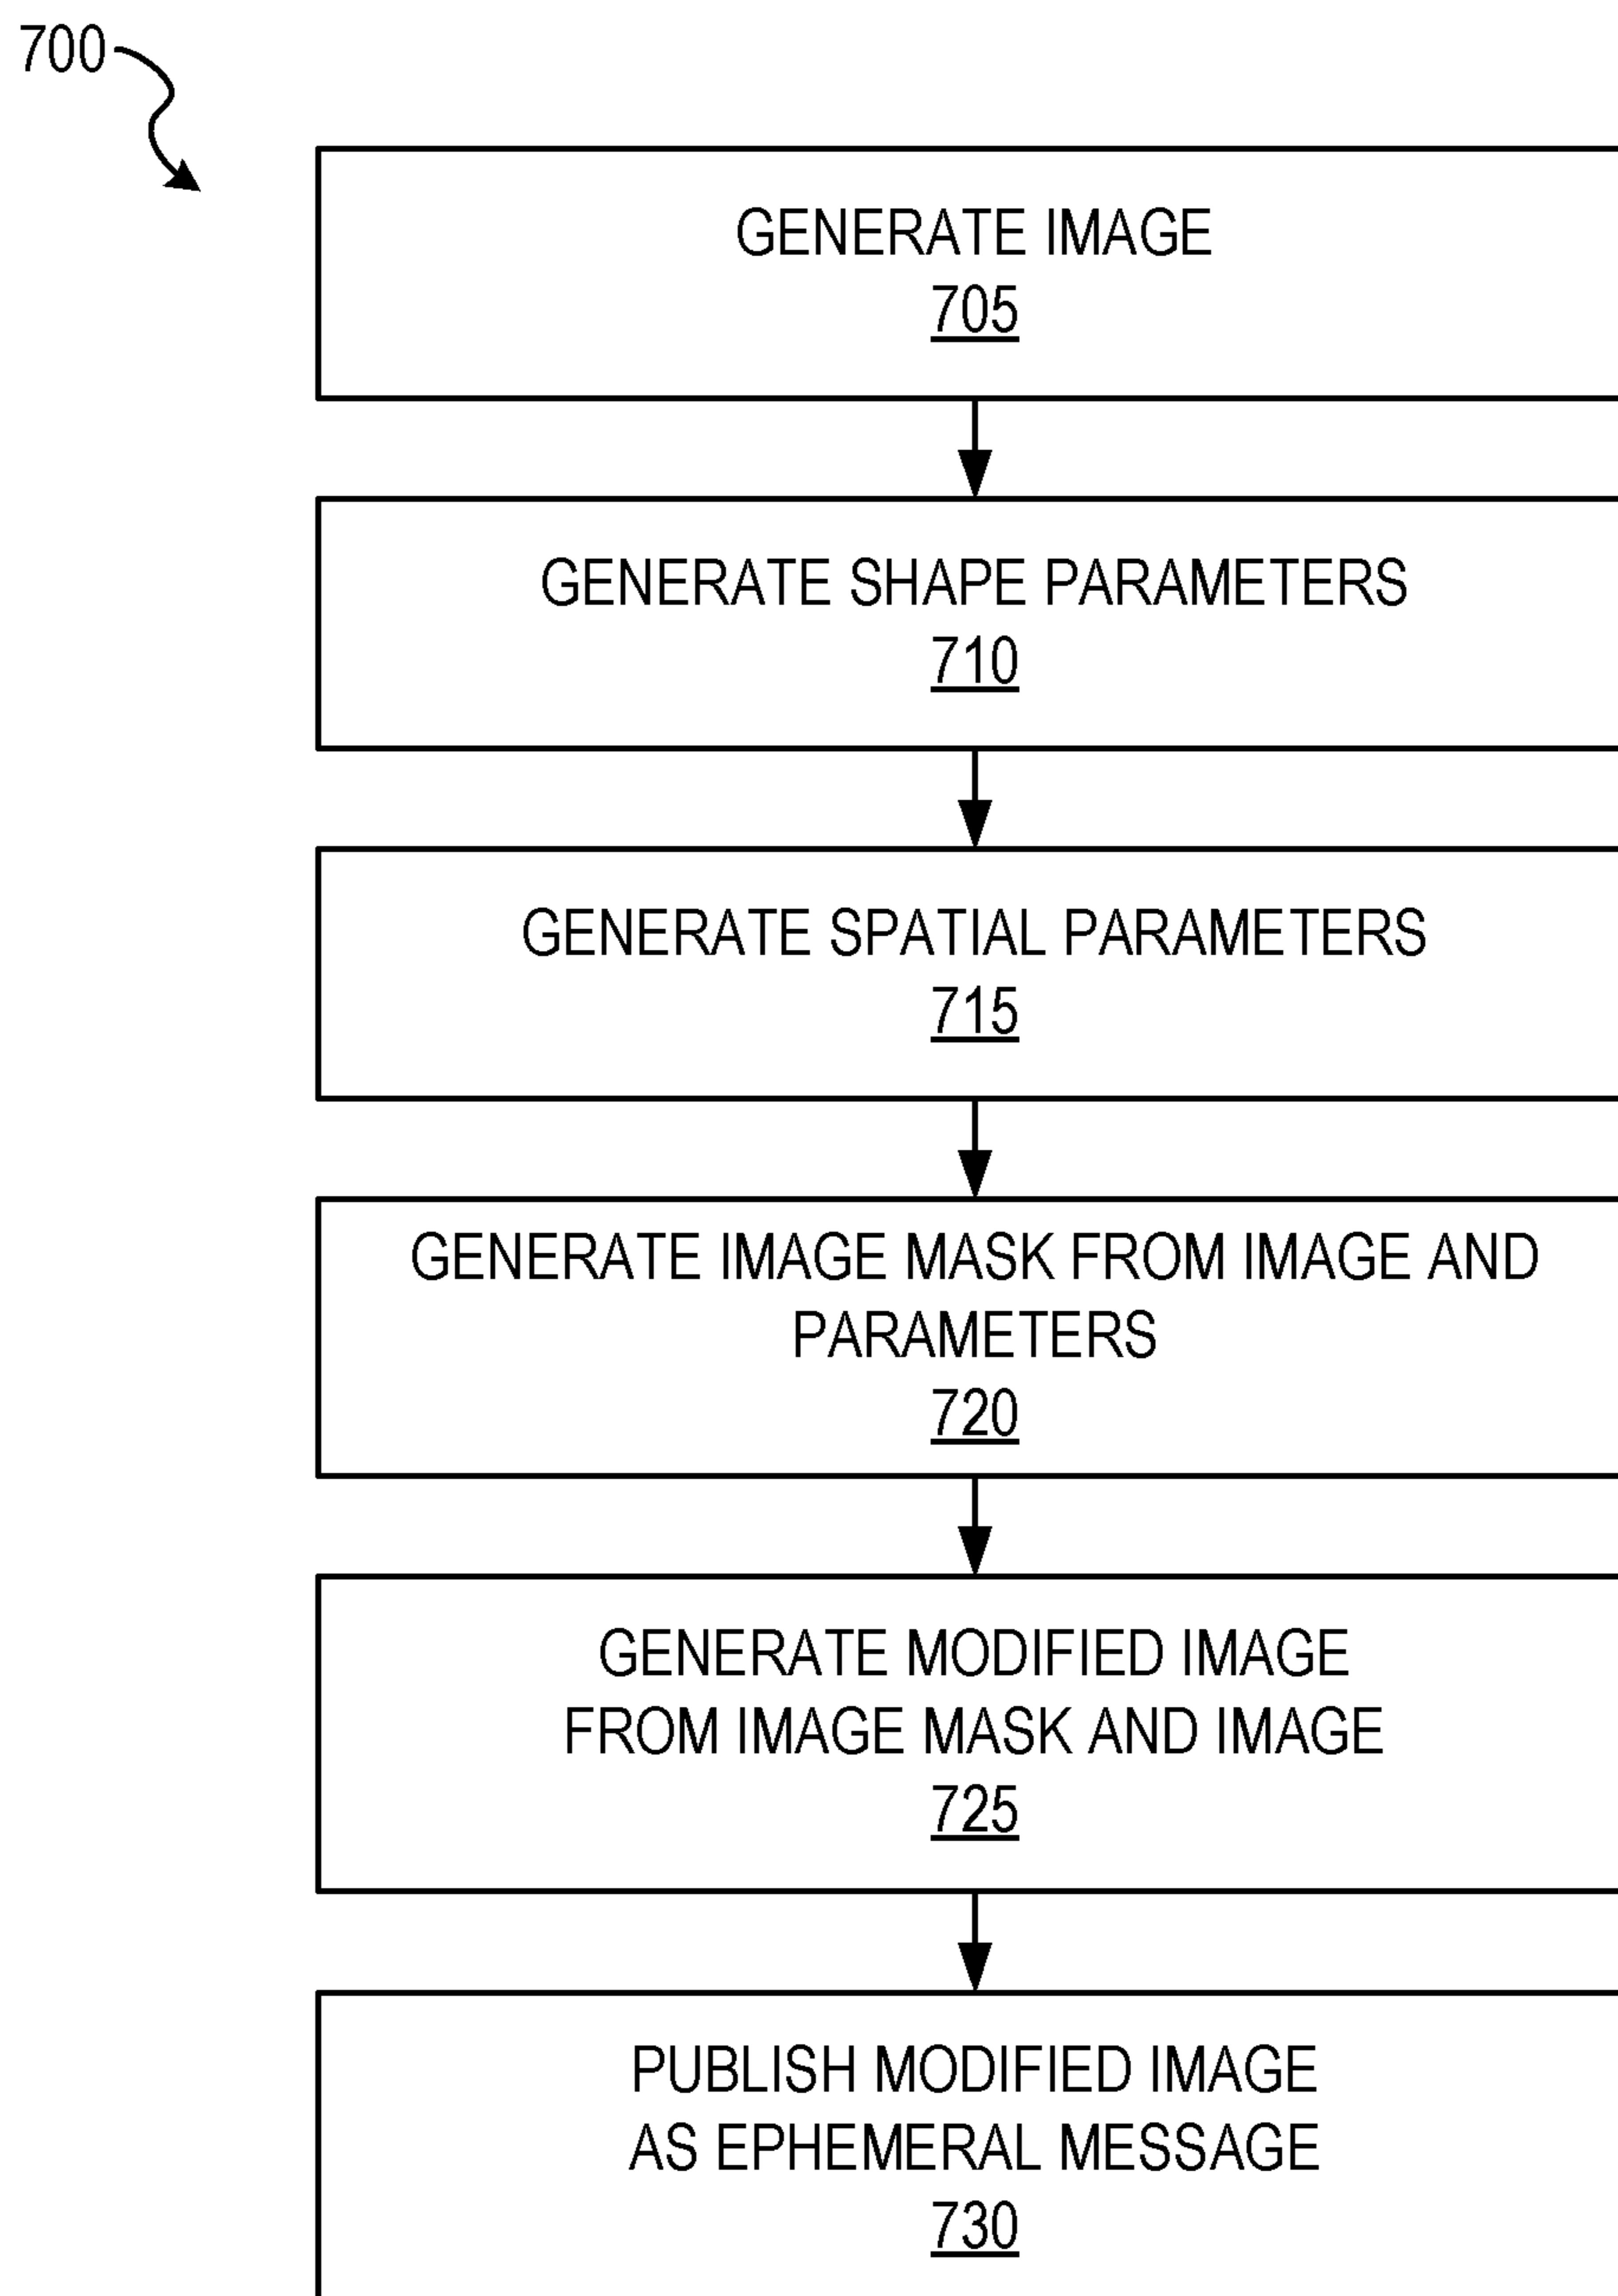 700
GENERATE IMAGE
705
GENERATE SHAPE PARAMETERS
710
GENERATE SPATIAL PARAMETERS
715
GENERATE IMAGE MASK FROM IMAGE AND
PARAMETERS
720
GENERATE MODIFIED IMAGE
FROM IMAGE MASK AND IMAGE
725
PUBLISH MODIFIED IMAGE
AS EPHEMERAL MESSAGE
730